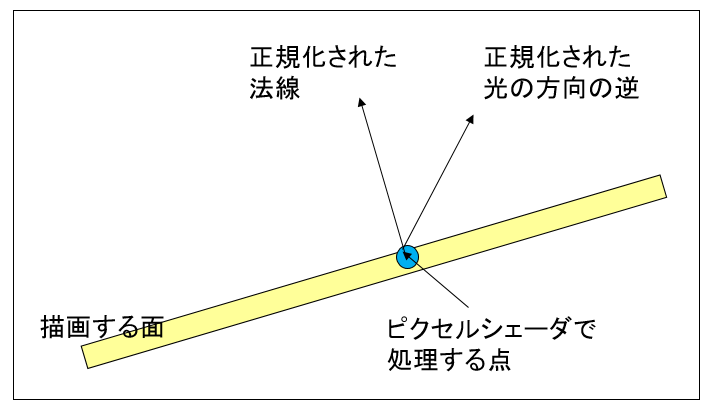 正規化された
法線
正規化された
光の方向の逆
描画する面
ピクセルシェーダで
処理する点